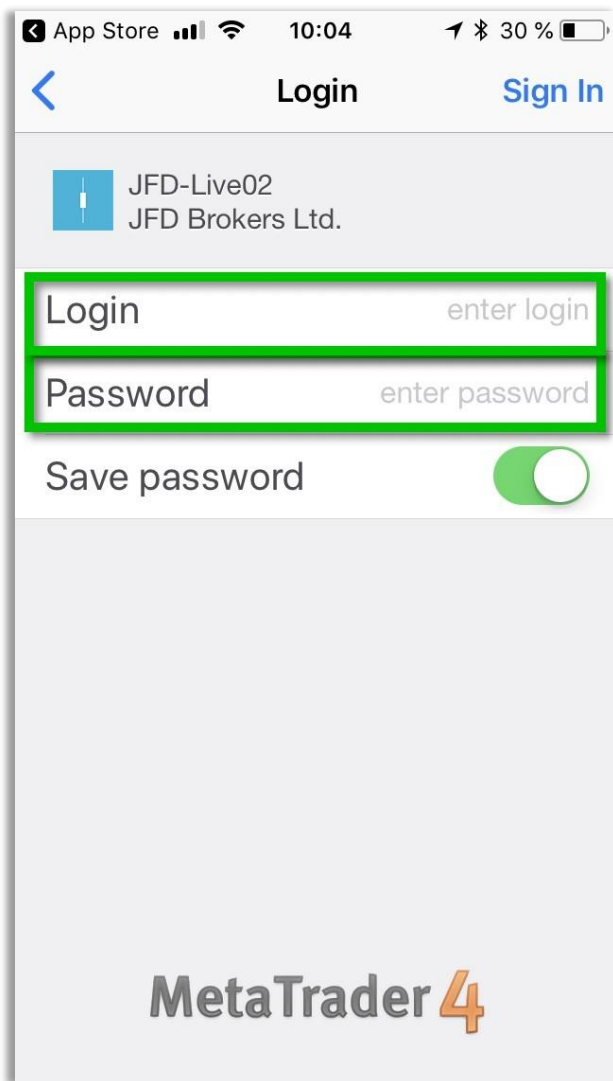 App Store 10:04 30 %
Login Sign In
JFD-Live02
JFD Brokers Ltd.
Login enter login
Password enter password
Save password
MetaTrader 4